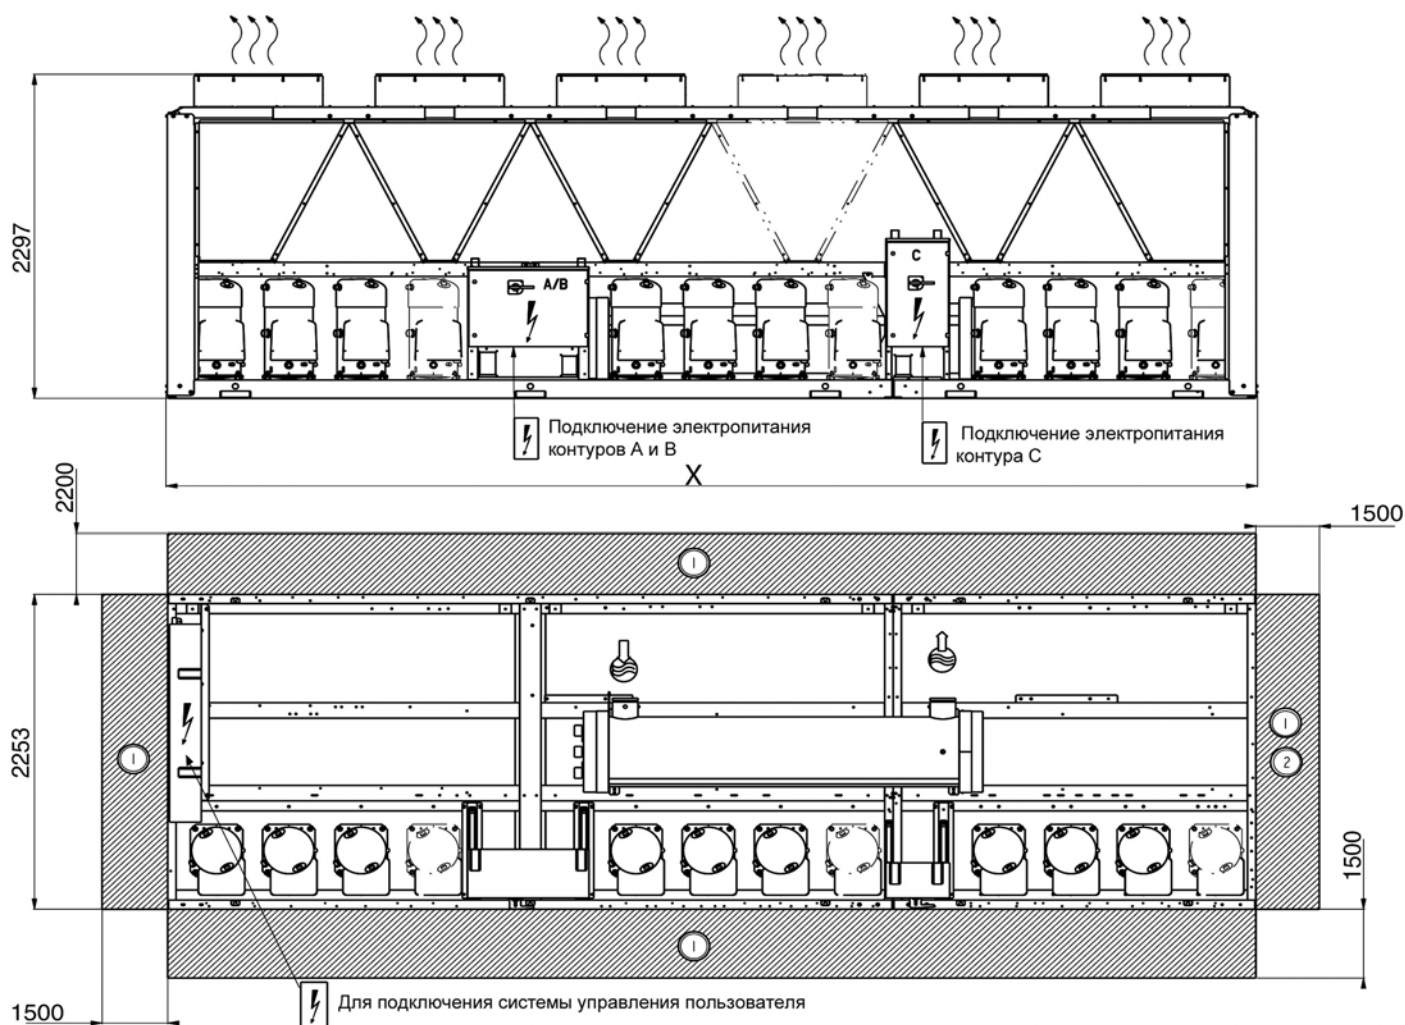 2297
A/B
C
Подключение электропитания
контуров А и В
Подключение электропитания
контура С
X
2200
1500
1
2253
1
1
2
1500
1
Для подключения системы управления пользователя
1500